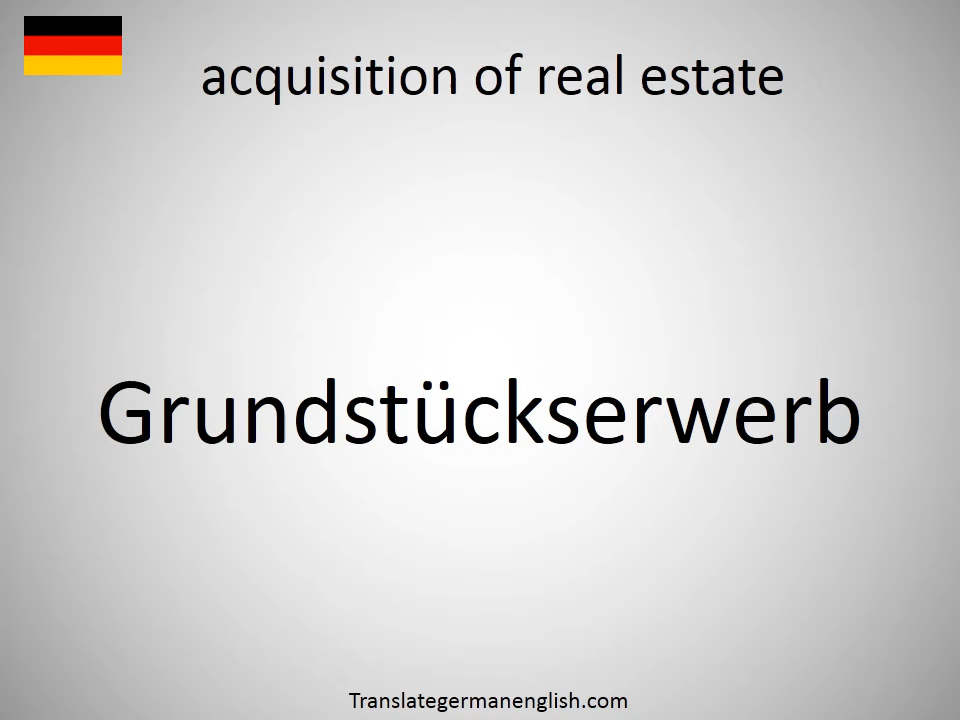 acquisition of real estate
Grundstückserwerb
Translategermanenglish.com